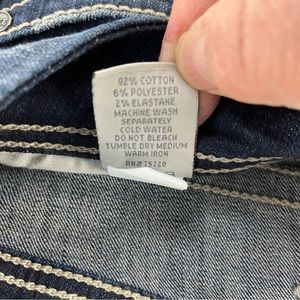 92% COTTON
6% POLYESTER
2% ELASTANE
MACHINE WASH
SEPARATELY
COLD WATER
DO NOT BLEACH
TUMBLE DRY MEDIUM
WARM IRON
RN# 75720